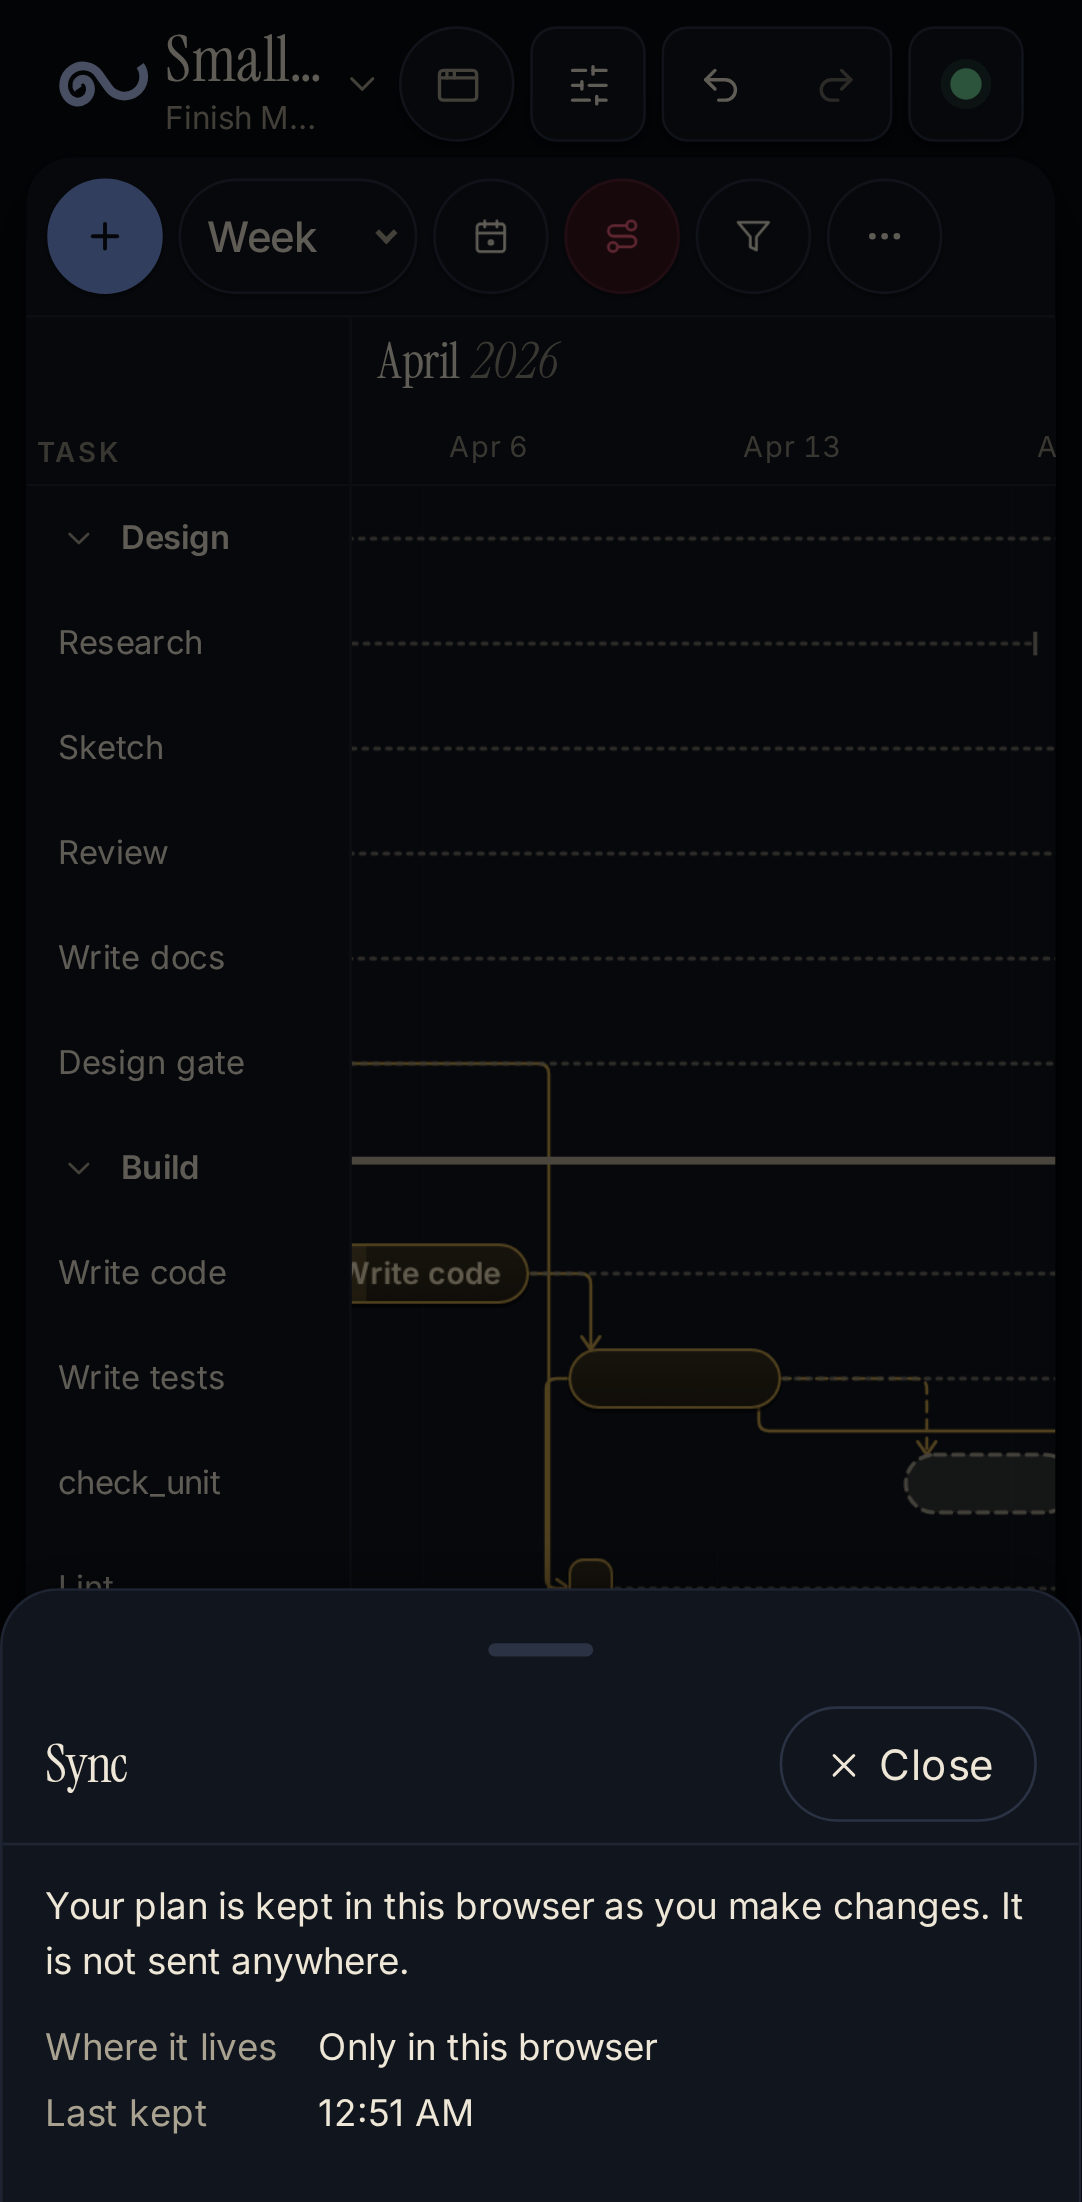 Small...
Finish M...
Week
April 2026
TASK
Apr 6
Apr 13
A
Design
Research
Sketch
Review
Write docs
Design gate
Build
Write code
Write code
Write tests
check_unit
Lint
Sync
Close
Your plan is kept in this browser as you make changes. It
is not sent anywhere.
Where it lives Only in this browser
Last kept 12:51 AM